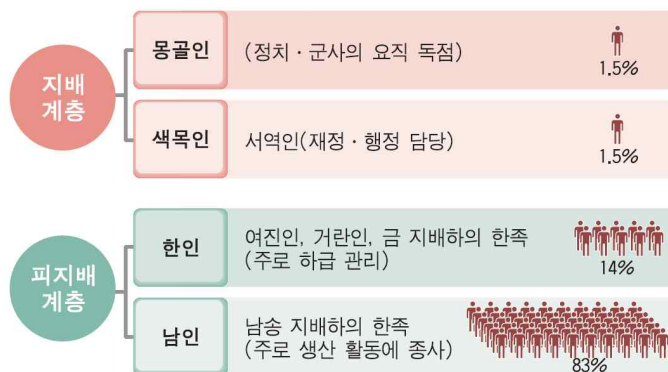 지배
계층
몽골인
(정치·군사의 요직 독점)
1.5%
색목인
서역인(재정·행정 담당)
1.5%
피지배
계층
한인
여진인, 거란인, 금 지배하의 한족
(주로 하급 관리)
14%
남인
남송 지배하의 한족
(주로 생산 활동에 종사)
83%